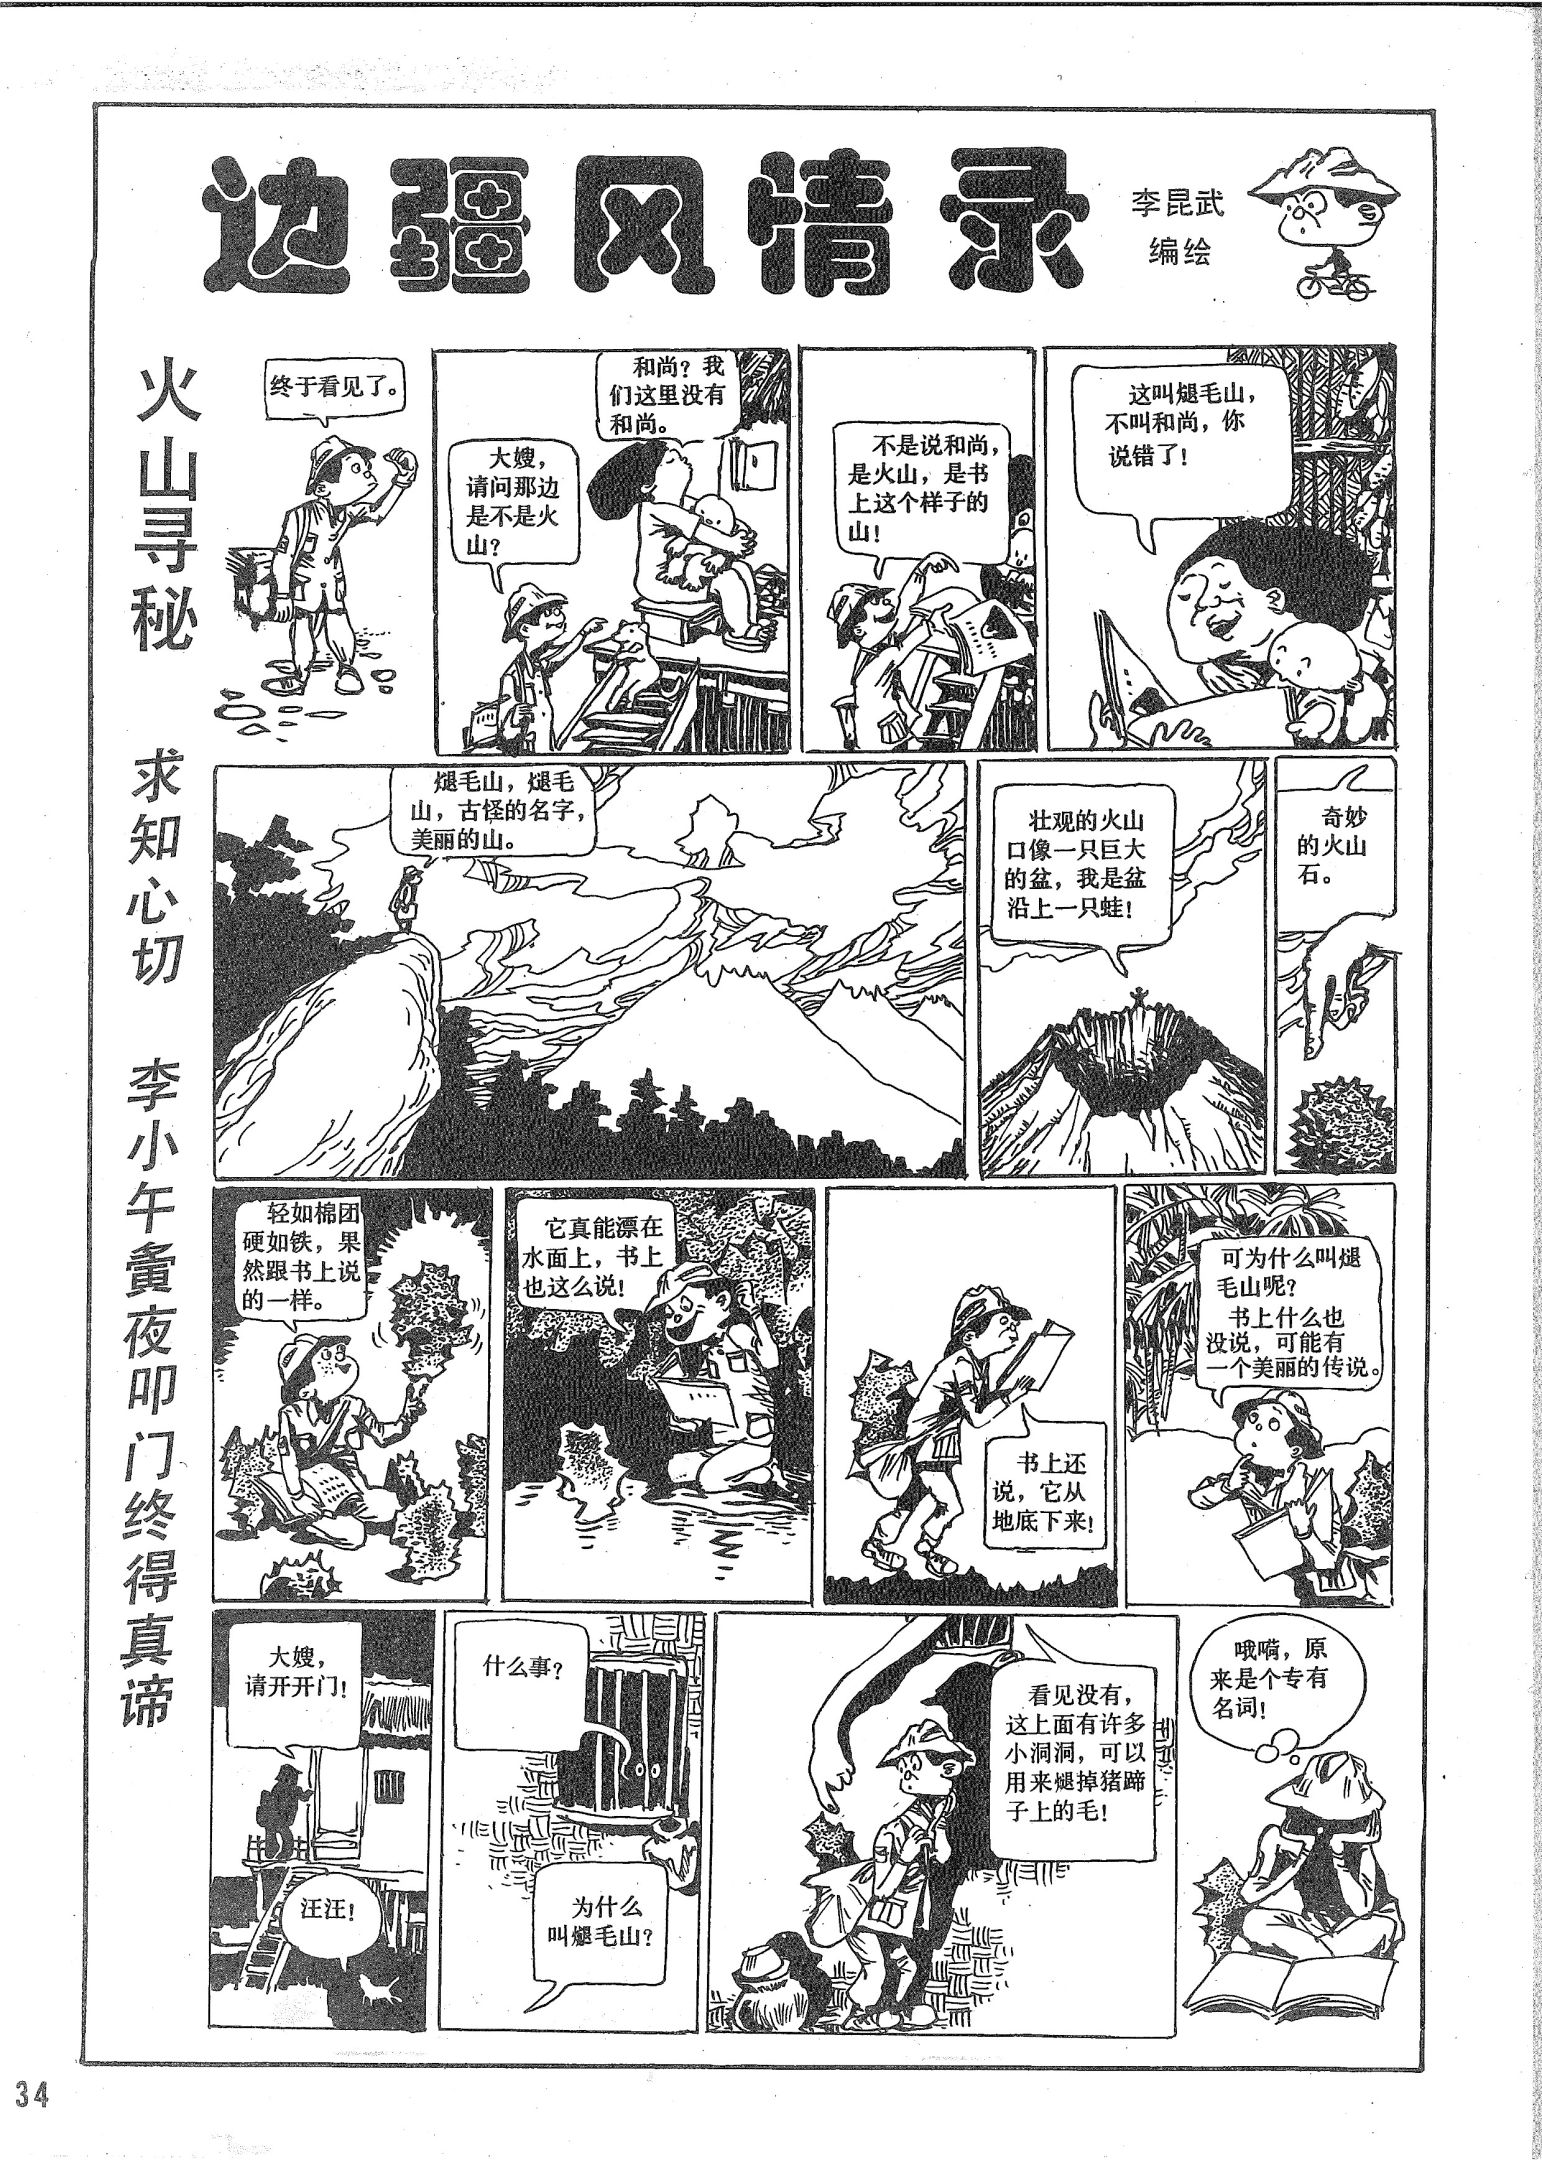 边疆风情录
李昆武
编绘
火山寻秘 求知心切 李小午夤夜叩门终得真谛
终于看见了。
大嫂，
请问那边
是不是火
山？
和尚？我
们这里没有
和尚。
不是说和尚，
是火山，是书
上这个样子的
山！
这叫煺毛山，
不叫和尚，你
说错了！
煺毛山，煺毛
山，古怪的名字，
美丽的山。
壮观的火山
口像一只巨大
的盆，我是盆
沿上一只蛙！
奇妙
的火山
石。
轻如棉团
硬如铁，果
然跟书上说
的一样。
它真能漂在
水面上，书上
也这么说！
书上还
说，它从
地底下来！
可为什么叫煺
毛山呢？
书上什么也
没说，可能有
一个美丽的传说。
大嫂，
请开开门！
汪汪！
什么事？
为什么
叫煺毛山？
看见没有，
这上面有许多
小洞洞，可以
用来煺掉猪蹄
子上的毛！
哦嗬，原
来是个专有
名词！
34